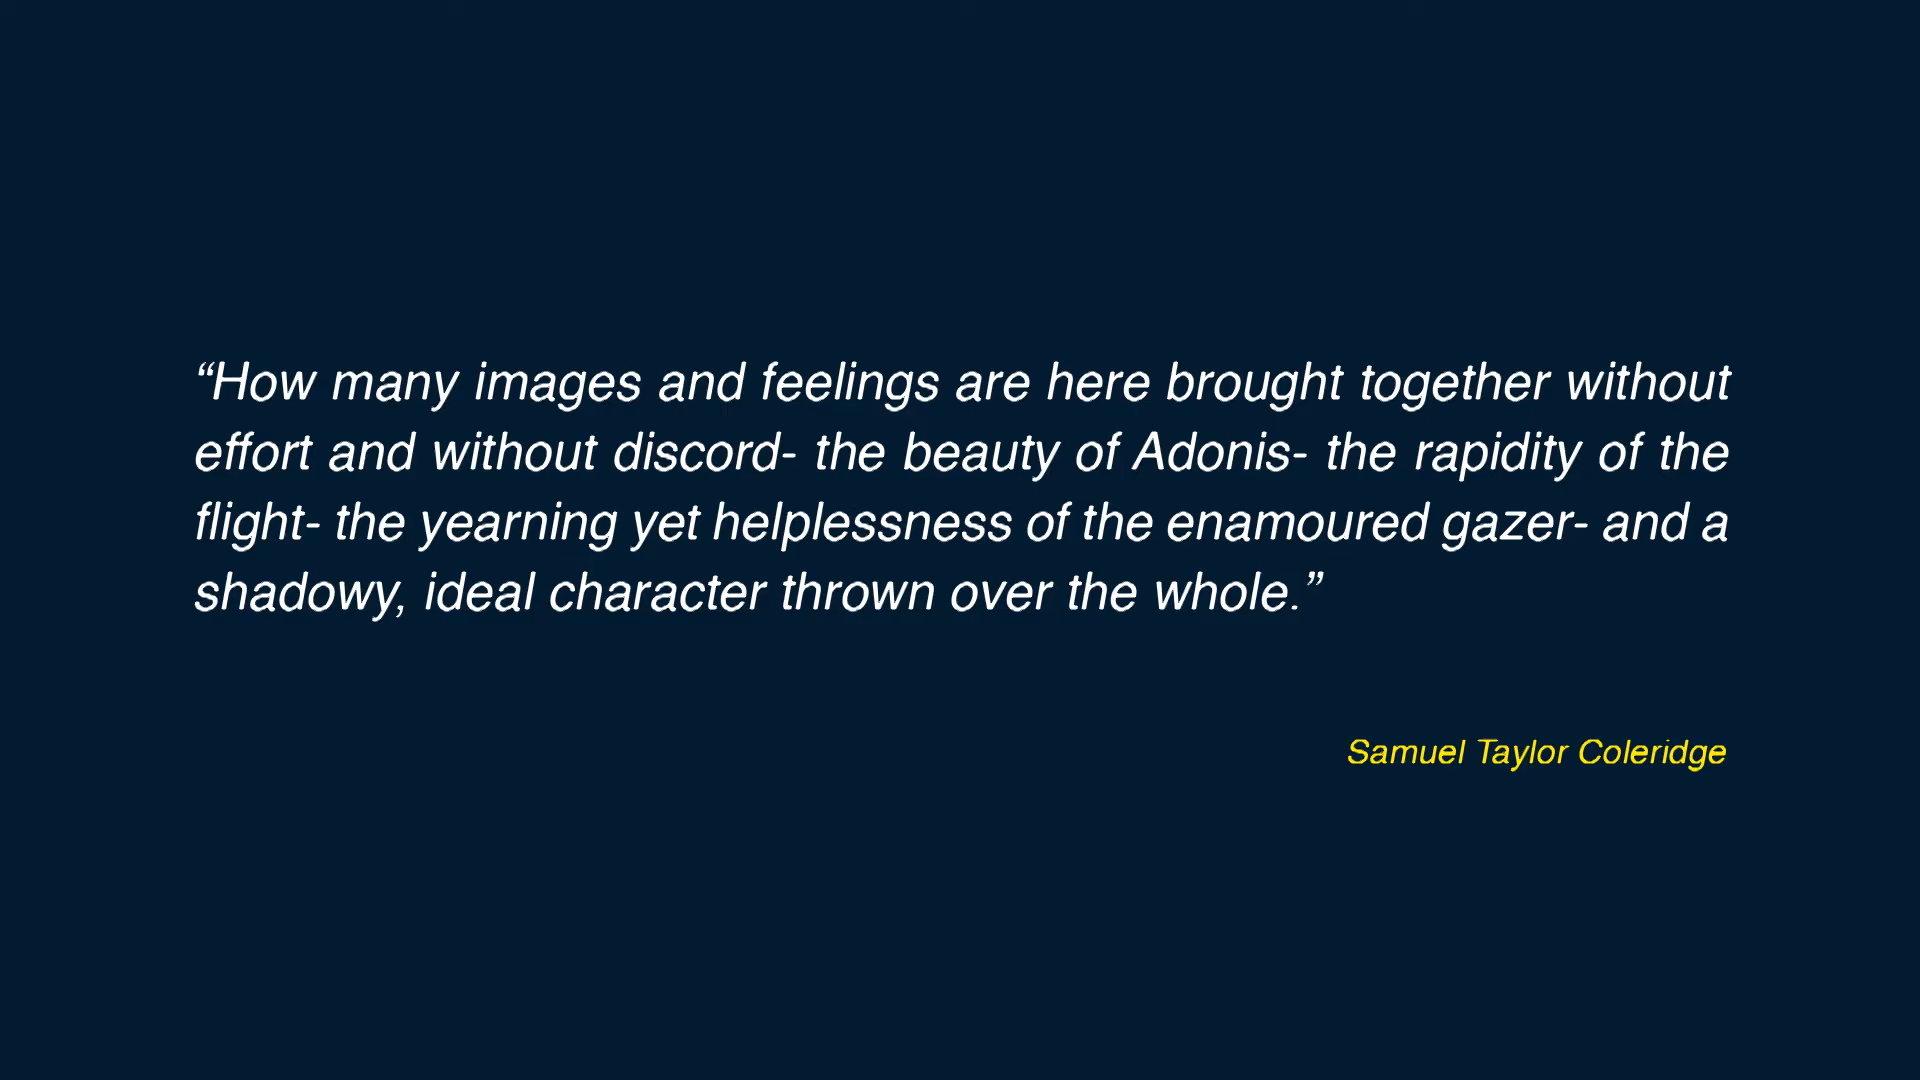 “How many images and feelings are here brought together without
effort and without discord- the beauty of Adonis- the rapidity of the
flight- the yearning yet helplessness of the enamoured gazer- and a
shadowy, ideal character thrown over the whole.”
Samuel Taylor Coleridge